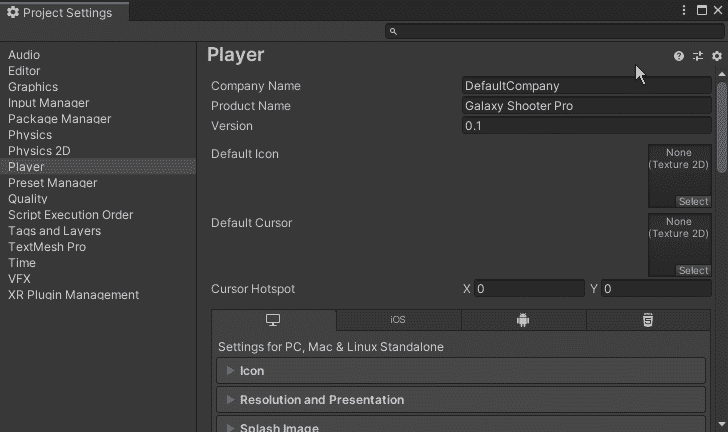 Project Settings
Audio
Editor
Graphics
Input Manager
Package Manager
Physics
Physics 2D
Player
Preset Manager
Quality
Script Execution Order
Tags and Layers
TextMesh Pro
Time
VFX
XR Plugin Management
Player
Company Name DefaultCompany
Product Name Galaxy Shooter Pro
Version 0.1
Default Icon None
(Texture 2D)
Select
Default Cursor None
(Texture 2D)
Select
Cursor Hotspot X 0 Y 0
iOS
Settings for PC, Mac & Linux Standalone
Icon
Resolution and Presentation
Splash Image